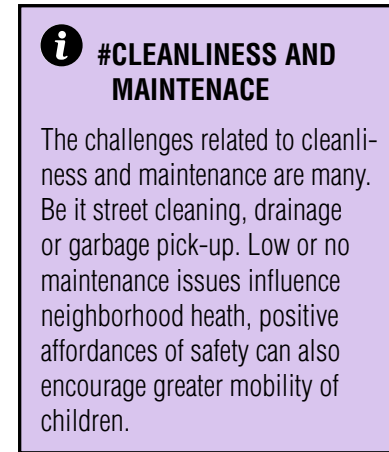 #CLEANLINESS AND
MAINTENACE
The challenges related to cleanli-
ness and maintenance are many.
Be it street cleaning, drainage
or garbage pick-up. Low or no
maintenance issues influence
neighborhood heath, positive
affordances of safety can also
encourage greater mobility of
children.